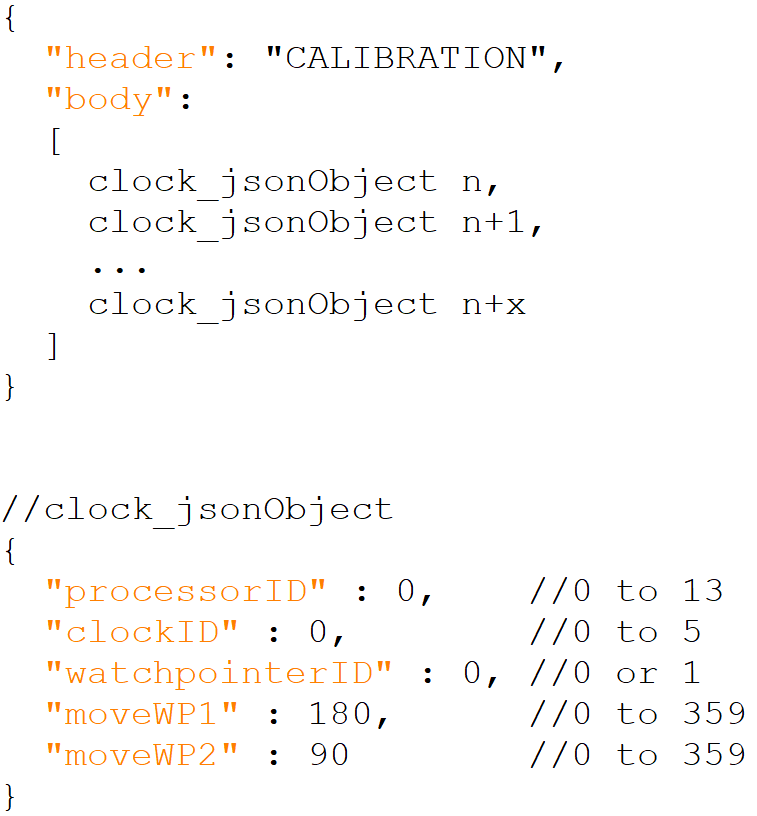 {
  "header": "CALIBRATION",
  "body":
  [
    clock_jsonObject n,
    clock_jsonObject n+1,
    ...
    clock_jsonObject n+x
  ]
}
//clock_jsonObject
{
  "processorID" : 0,    //0 to 13
  "clockID" : 0,        //0 to 5
  "watchpointerID" : 0, //0 or 1
  "moveWP1" : 180,      //0 to 359
  "moveWP2" : 90        //0 to 359
}